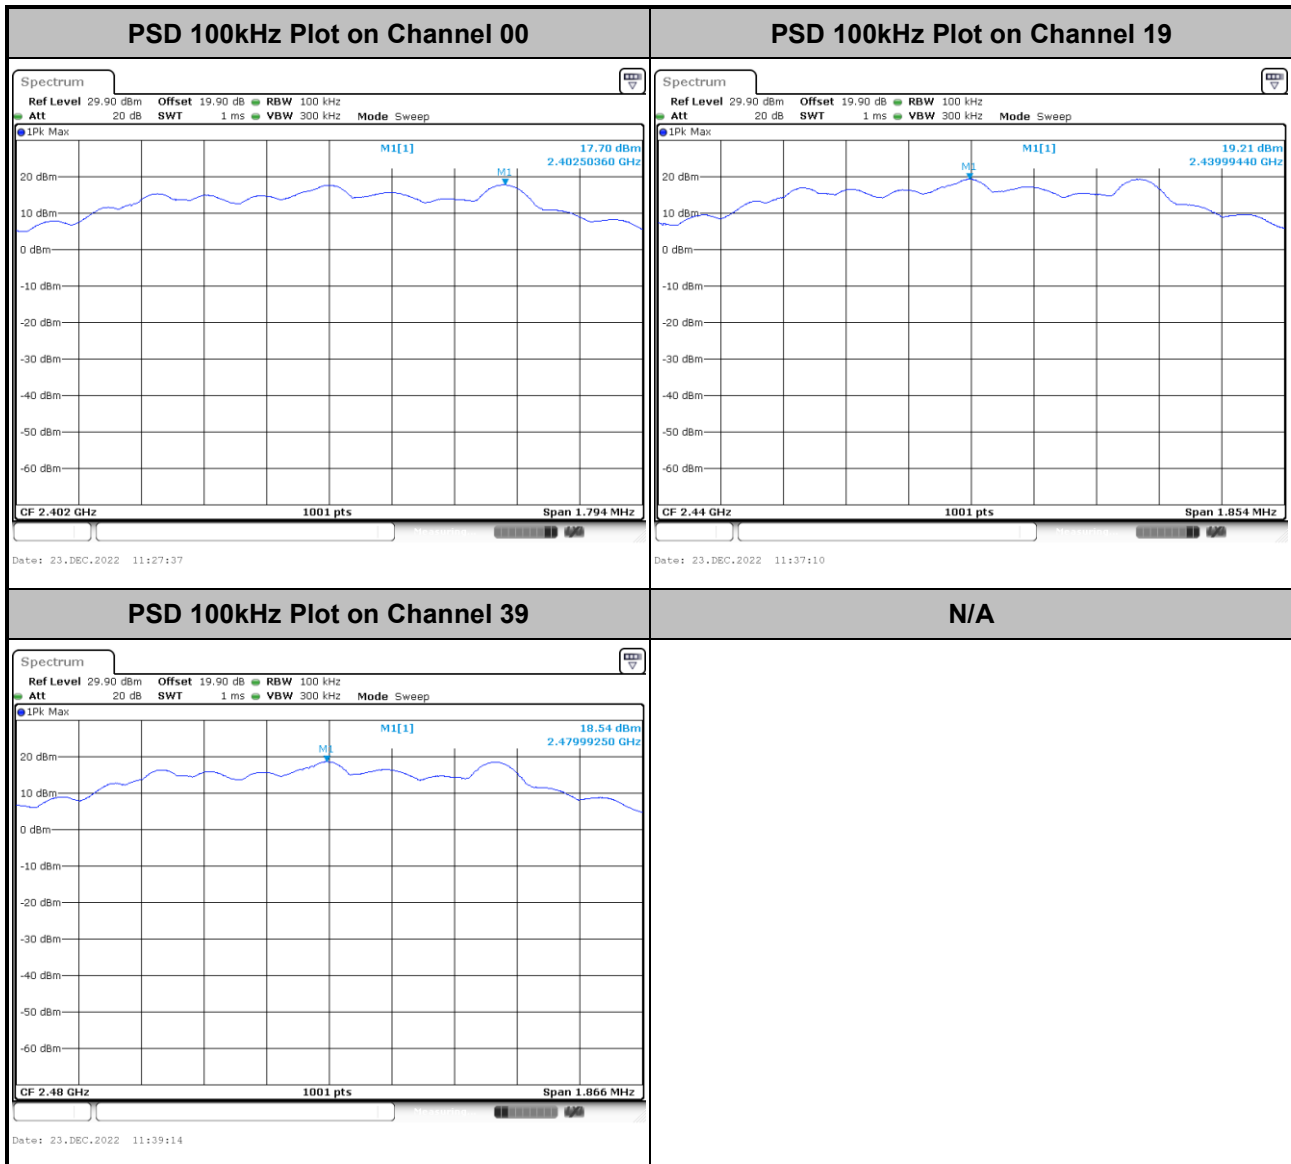 PSD 100kHz Plot on Channel 00
PSD 100kHz Plot on Channel 19
Spectrum
Ref Level 29.90 dBm Offset 19.90 dB RBW 100 kHz
Att 20 dB SWT 1 ms VBW 300 kHz Mode Sweep
1Pk Max
M1[1] 17.70 dBm
2.40250360 GHz
M1
20 dBm
10 dBm
0 dBm
-10 dBm
-20 dBm
-30 dBm
-40 dBm
-50 dBm
-60 dBm
CF 2.402 GHz 1001 pts Span 1.794 MHz
Measuring
Date: 23.DEC.2022 11:27:37
Spectrum
Ref Level 29.90 dBm Offset 19.90 dB RBW 100 kHz
Att 20 dB SWT 1 ms VBW 300 kHz Mode Sweep
1Pk Max
M1[1] 19.21 dBm
2.43999440 GHz
M1
20 dBm
10 dBm
0 dBm
-10 dBm
-20 dBm
-30 dBm
-40 dBm
-50 dBm
-60 dBm
CF 2.44 GHz 1001 pts Span 1.854 MHz
Measuring
Date: 23.DEC.2022 11:37:10
PSD 100kHz Plot on Channel 39
N/A
Spectrum
Ref Level 29.90 dBm Offset 19.90 dB RBW 100 kHz
Att 20 dB SWT 1 ms VBW 300 kHz Mode Sweep
1Pk Max
M1[1] 18.54 dBm
2.47999250 GHz
M1
20 dBm
10 dBm
0 dBm
-10 dBm
-20 dBm
-30 dBm
-40 dBm
-50 dBm
-60 dBm
CF 2.48 GHz 1001 pts Span 1.866 MHz
Measuring
Date: 23.DEC.2022 11:39:14